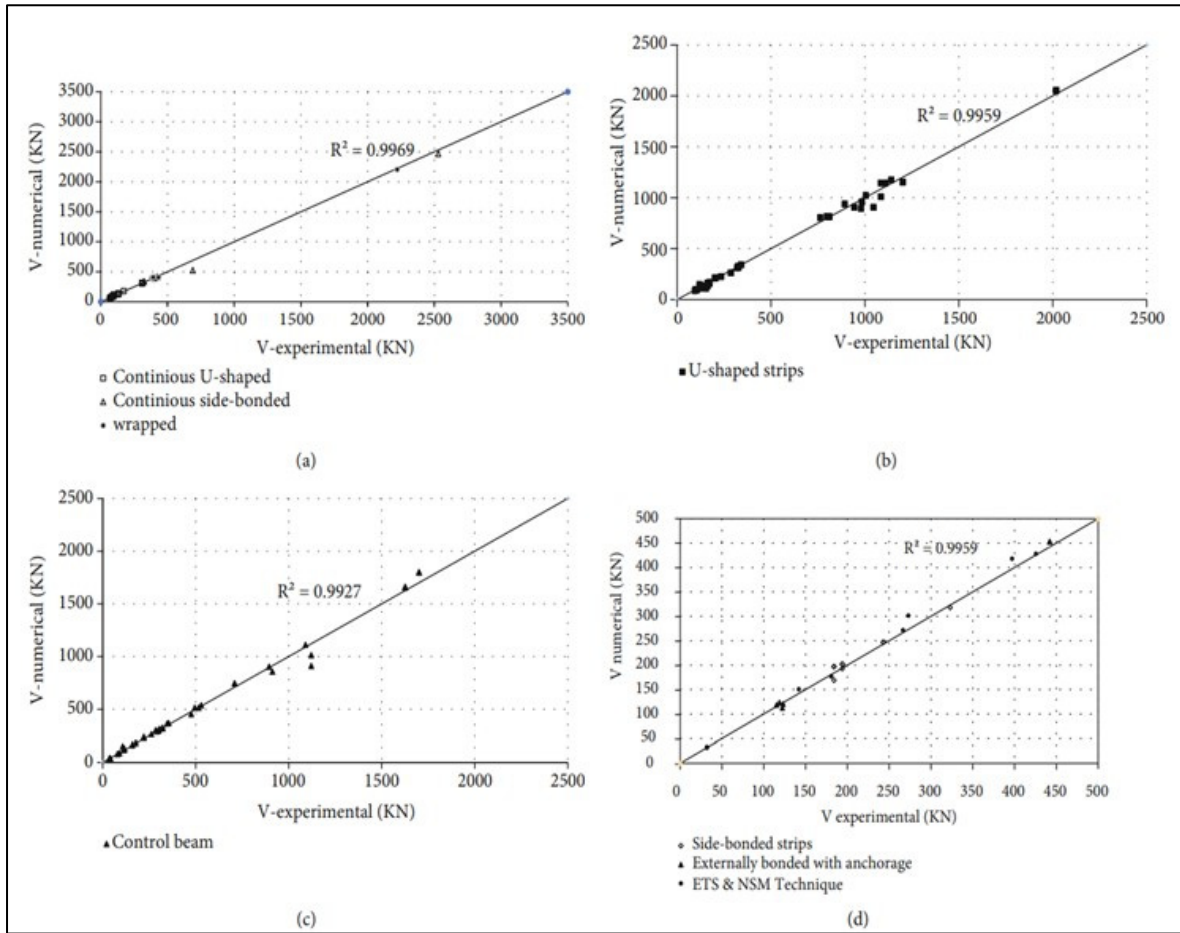 3500
3000
2500
2000
1500
1000
500
0
V-numerical (KN)
R² = 0.9969
0 500 1000 1500 2000 2500 3000 3500
V-experimental (KN)
Continious U-shaped
Continious side-bonded
wrapped
(a)
2500
2000
1500
1000
500
0
V-numerical (KN)
R² = 0.9959
0 500 1000 1500 2000 2500
V-experimental (KN)
U-shaped strips
(b)
2500
2000
1500
1000
500
0
V-numerical (KN)
R² = 0.9927
0 500 1000 1500 2000 2500
V-experimental (KN)
Control beam
(c)
500
450
400
350
300
250
200
150
100
50
0
V numerical (KN)
R² = 0.9959
0 50 100 150 200 250 300 350 400 450 500
V experimental (KN)
Side-bonded strips
Externally bonded with anchorage
ETS & NSM Technique
(d)